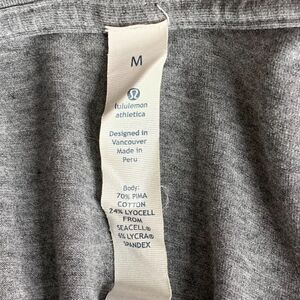 M
lululemon
athletica
Designed in
Vancouver
Made in
Peru
Body:
70% PIMA
COTTON
24% LYOCELL
FROM
SEACELL®
6% LYCRA®
SPANDEX